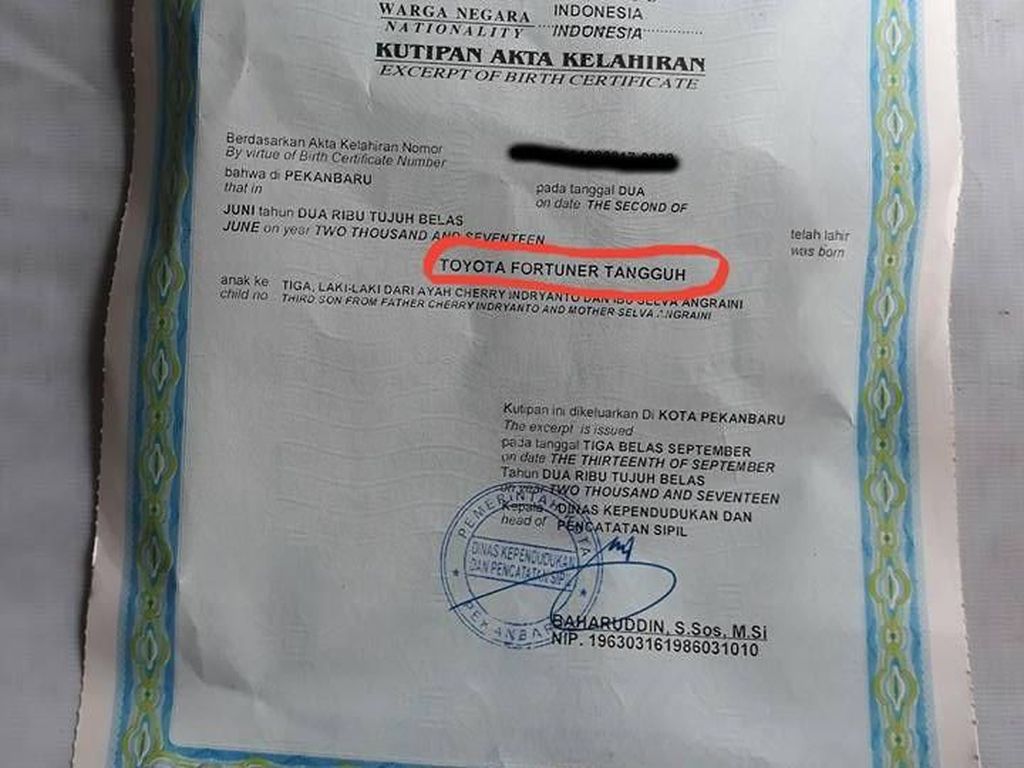 INDONESIA
WARGA NEGARA
NATIONALITY INDONESIA
KUTIPAN AKTA KELAHIRAN
EXCERPT OF BIRTH CERTIFICATE
Berdasarkan Akta Kelahiran Nomor
By virtue of Birth Certificate Number
bahwa di PEKANBARU pada tanggal DUA
that in on date THE SECOND OF
JUNI tahun DUA RIBU TUJUH BELAS telah lahir
JUNE on year TWO THOUSAND AND SEVENTEEN was born
TOYOTA FORTUNER TANGGUH
anak ke TIGA, LAKI-LAKI DARI AYAH CHERRY INDRYANTO DAN IBU SELVA ANGRAINI
child no THIRD SON FROM FATHER CHERRY INDRYANTO AND MOTHER SELVA ANGRAINI
Kutipan ini dikeluarkan Di KOTA PEKANBARU
The excerpt is issued
pada tanggal TIGA BELAS SEPTEMBER
on date THE THIRTEENTH OF SEPTEMBER
Tahun DUA RIBU TUJUH BELAS
on year TWO THOUSAND AND SEVENTEEN
Kepala DINAS KEPENDUDUKAN DAN
head of PENCATATAN SIPIL
PEMERINTAH KOTA
DINAS KEPENDUDUKAN
DAN PENCATATAN SIPIL
PEKANBARU
BAHARUDDIN, S.Sos, M.Si
NIP. 196303161986031010